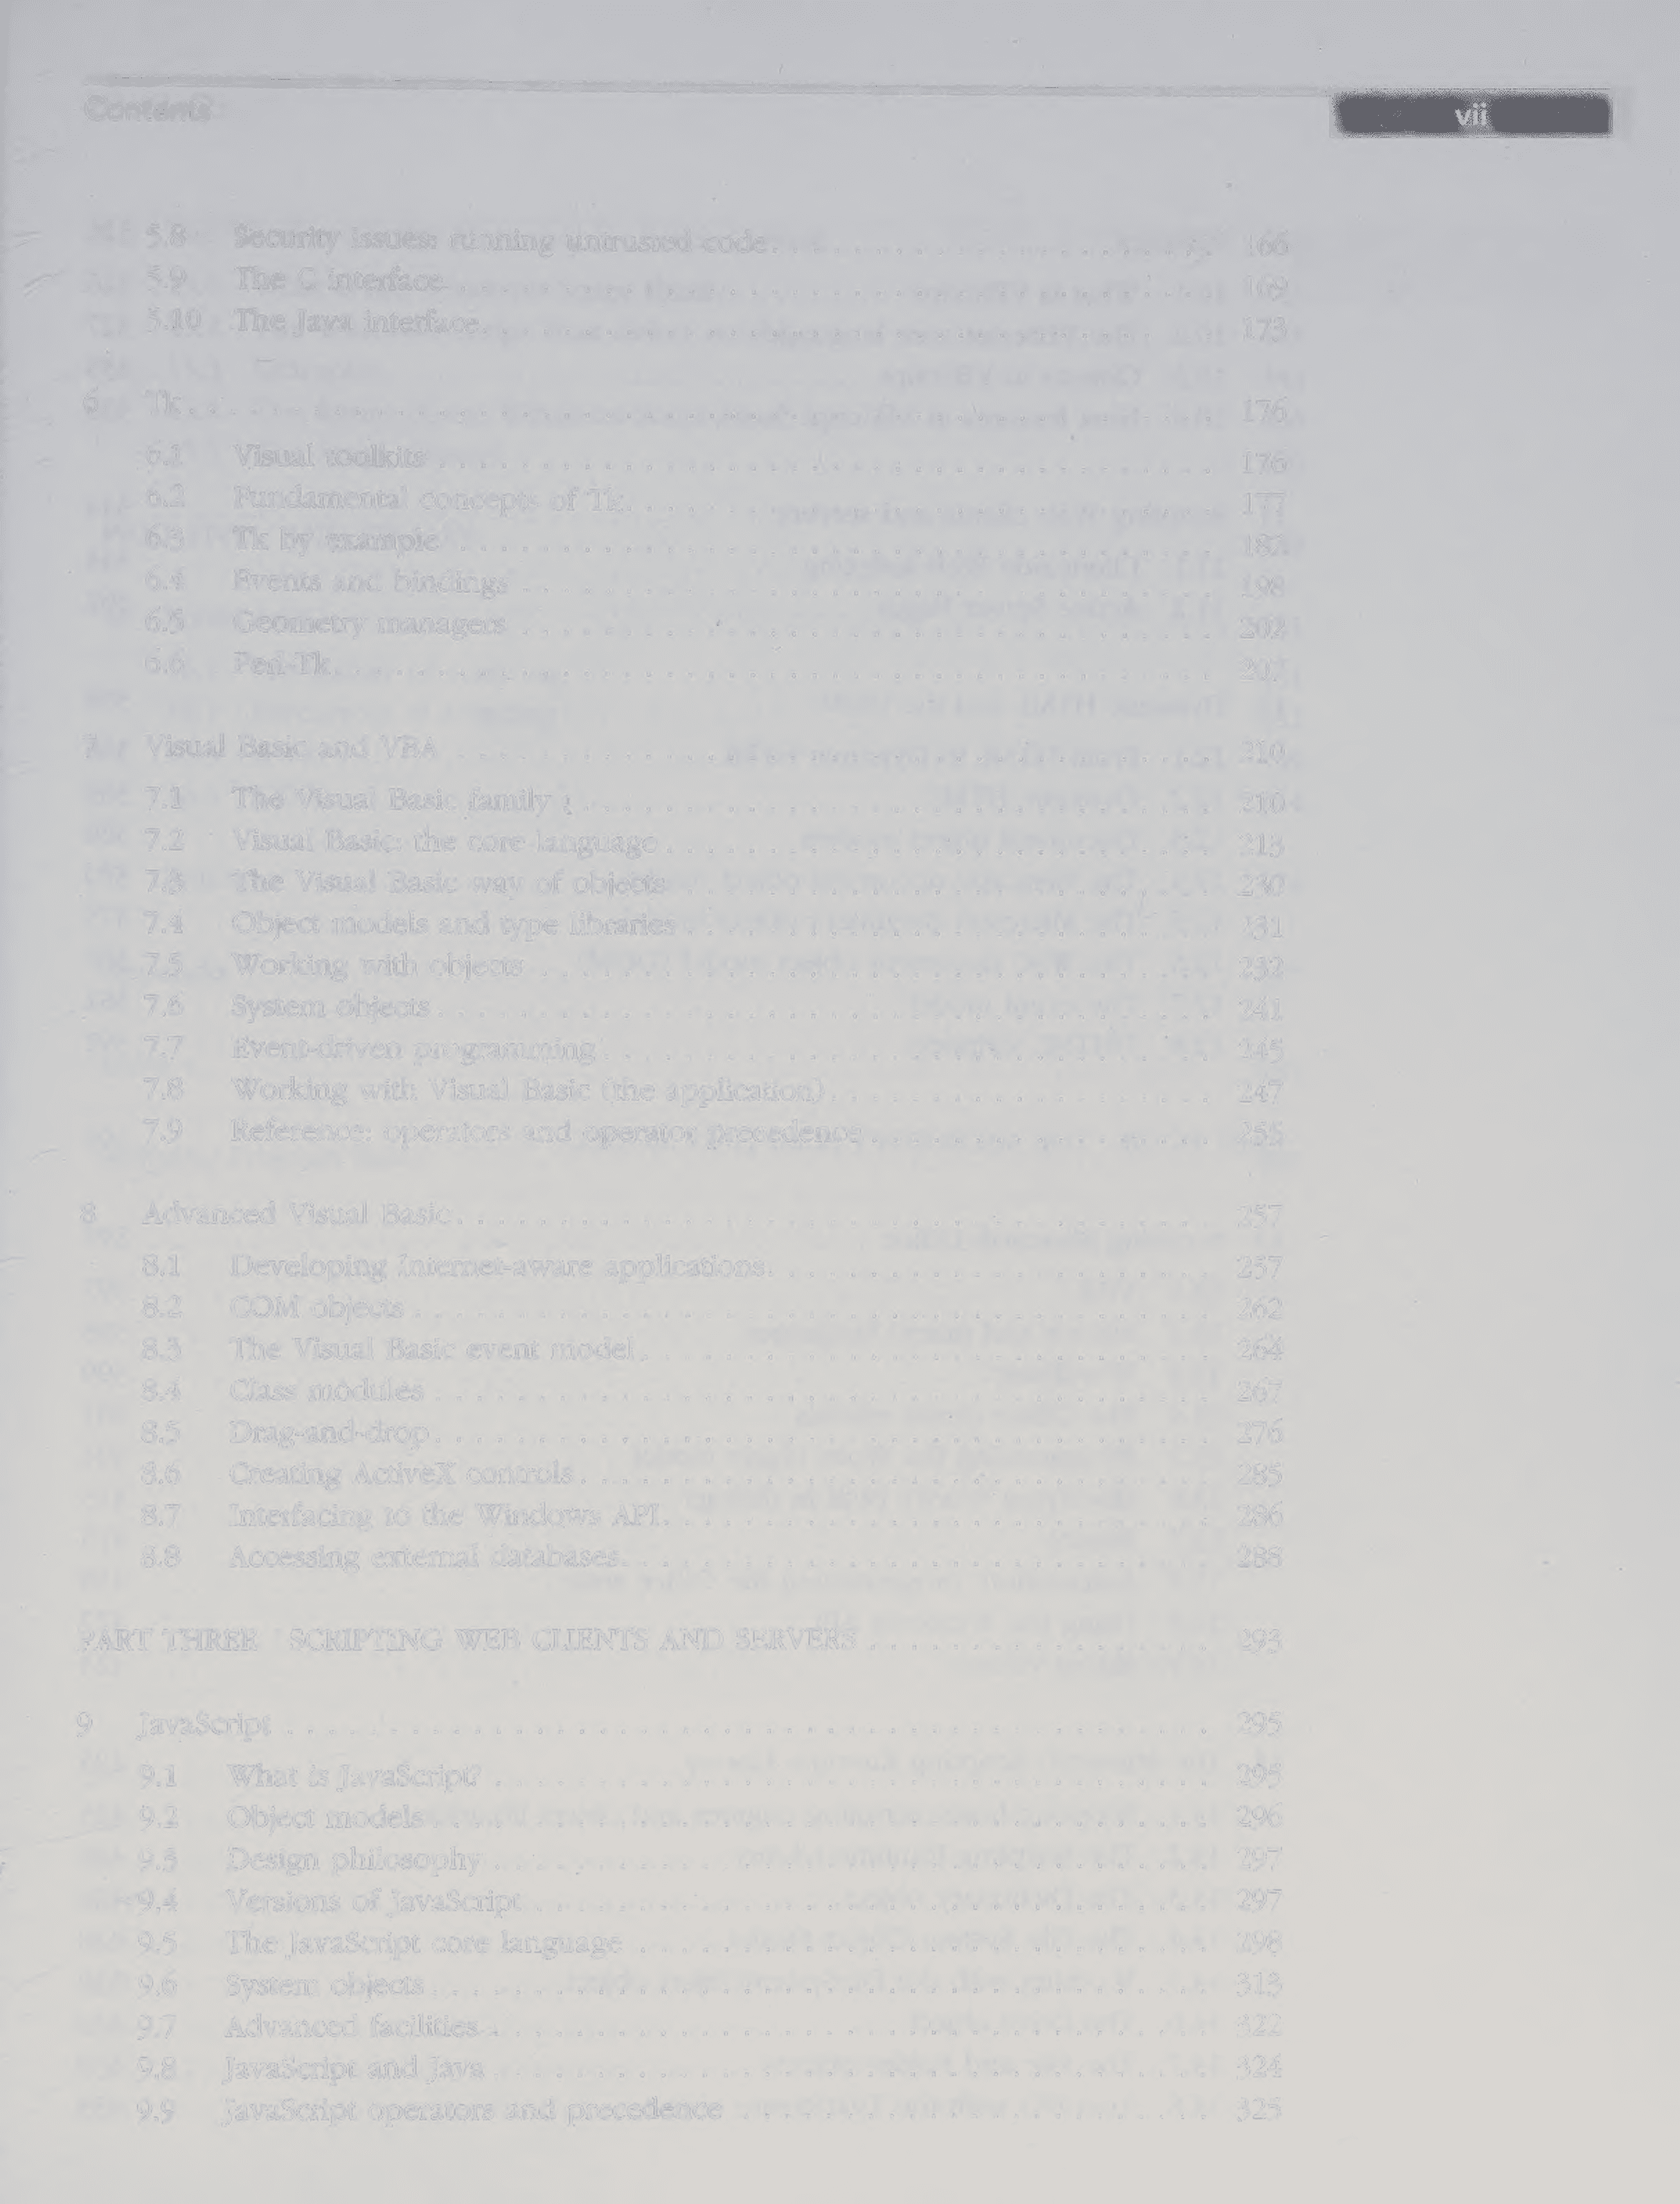 Contents
vii
5.8 Security issues: running untrusted code. . . . . . . . . . . . . . . . . . . . . 166
5.9 The C interface . . . . . . . . . . . . . . . . . . . . . 169
5.10 The Java interface. . . . . . . . . . . . . . . . . . . . . 173
6 Tk . . . . . . . . . . . . . . . . . . . . . 176
6.1 Visual toolkits . . . . . . . . . . . . . . . . . . . . . 176
6.2 Fundamental concepts of Tk. . . . . . . . . . . . . . . . . . . . . 177
6.3 Tk by example . . . . . . . . . . . . . . . . . . . . .
6.4 Events and bindings . . . . . . . . . . . . . . . . . . . . . 198
6.5 Geometry managers . . . . . . . . . . . . . . . . . . . . . 202
6.6 Perl-Tk. . . . . . . . . . . . . . . . . . . . . 207
7 Visual Basic and VBA . . . . . . . . . . . . . . . . . . . . . 210
7.1 The Visual Basic family . . . . . . . . . . . . . . . . . . . . . 210
7.2 Visual Basic: the core language . . . . . . . . . . . . . . . . . . . . . 213
7.3 The Visual Basic way of objects . . . . . . . . . . . . . . . . . . . . . 230
7.4 Object models and type libraries . . . . . . . . . . . . . . . . . . . . . 231
7.5 Working with objects . . . . . . . . . . . . . . . . . . . . . 232
7.6 System objects . . . . . . . . . . . . . . . . . . . . . 241
7.7 Event-driven programming . . . . . . . . . . . . . . . . . . . . . 245
7.8 Working with Visual Basic (the application) . . . . . . . . . . . . . . . . . . . . . 247
7.9 Reference: operators and operator precedence . . . . . . . . . . . . . . . . . . . . . 255
8 Advanced Visual Basic. . . . . . . . . . . . . . . . . . . . . 257
8.1 Developing Internet-aware applications. . . . . . . . . . . . . . . . . . . . . 257
8.2 COM objects . . . . . . . . . . . . . . . . . . . . . 262
8.3 The Visual Basic event model . . . . . . . . . . . . . . . . . . . . . 264
8.4 Class modules . . . . . . . . . . . . . . . . . . . . . 267
8.5 Drag-and-drop . . . . . . . . . . . . . . . . . . . . . 276
8.6 Creating ActiveX controls . . . . . . . . . . . . . . . . . . . . . 285
8.7 Interfacing to the Windows API. . . . . . . . . . . . . . . . . . . . . 286
8.8 Accessing external databases. . . . . . . . . . . . . . . . . . . . . 288
PART THREE SCRIPTING WEB CLIENTS AND SERVERS . . . . . . . . . . . . . . . . . 293
9 JavaScript . . . . . . . . . . . . . . . . . . . . . 295
9.1 What is JavaScript? . . . . . . . . . . . . . . . . . . . . . 295
9.2 Object models . . . . . . . . . . . . . . . . . . . . . 296
9.3 Design philosophy . . . . . . . . . . . . . . . . . . . . . 297
9.4 Versions of JavaScript . . . . . . . . . . . . . . . . . . . . . 297
9.5 The JavaScript core language . . . . . . . . . . . . . . . . . . . . . 298
9.6 System objects . . . . . . . . . . . . . . . . . . . . . 313
9.7 Advanced facilities . . . . . . . . . . . . . . . . . . . . . 322
9.8 JavaScript and Java . . . . . . . . . . . . . . . . . . . . . 324
9.9 JavaScript operators and precedence . . . . . . . . . . . . . . . . . . . . . 325